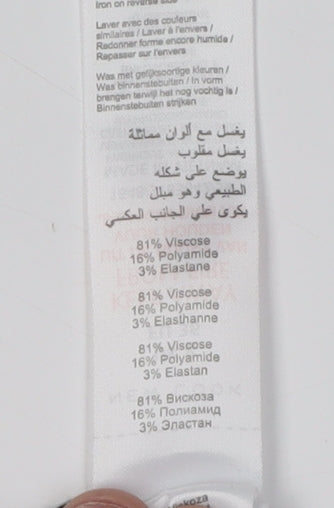 Iron on reverse side
Laver avec des couleurs
similaires / Laver à l'envers /
Redonner forme encore humide /
Repasser sur l'envers
Was met gelijksoortige kleuren /
Was binnenstebuiten / In vorm
brengen terwijl het nog vochtig is /
Binnenstebuiten strijken
يغسل مع ألوان مماثلة
يغسل مقلوب
يوضع علي شكله
الطبيعي وهو مبلل
يكوى علي الجانب العكسي
81% Viscose
16% Polyamide
3% Elastane
81% Viscose
16% Polyamide
3% Elasthanne
81% Viscose
16% Polyamide
3% Elastan
81% Вискоза
16% Полиамид
3% Эластан